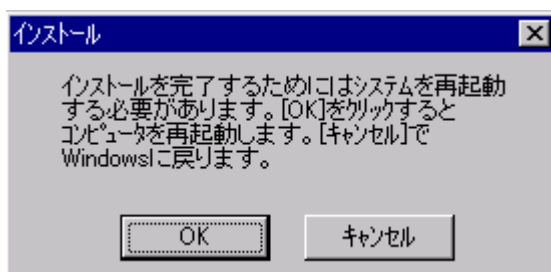 インストール
インストールを完了するためにはシステムを再起動
する必要があります。[OK]をクリックすると
コンピュータを再起動します。[キャンセル]で
Windowsに戻ります。
OK
キャンセル